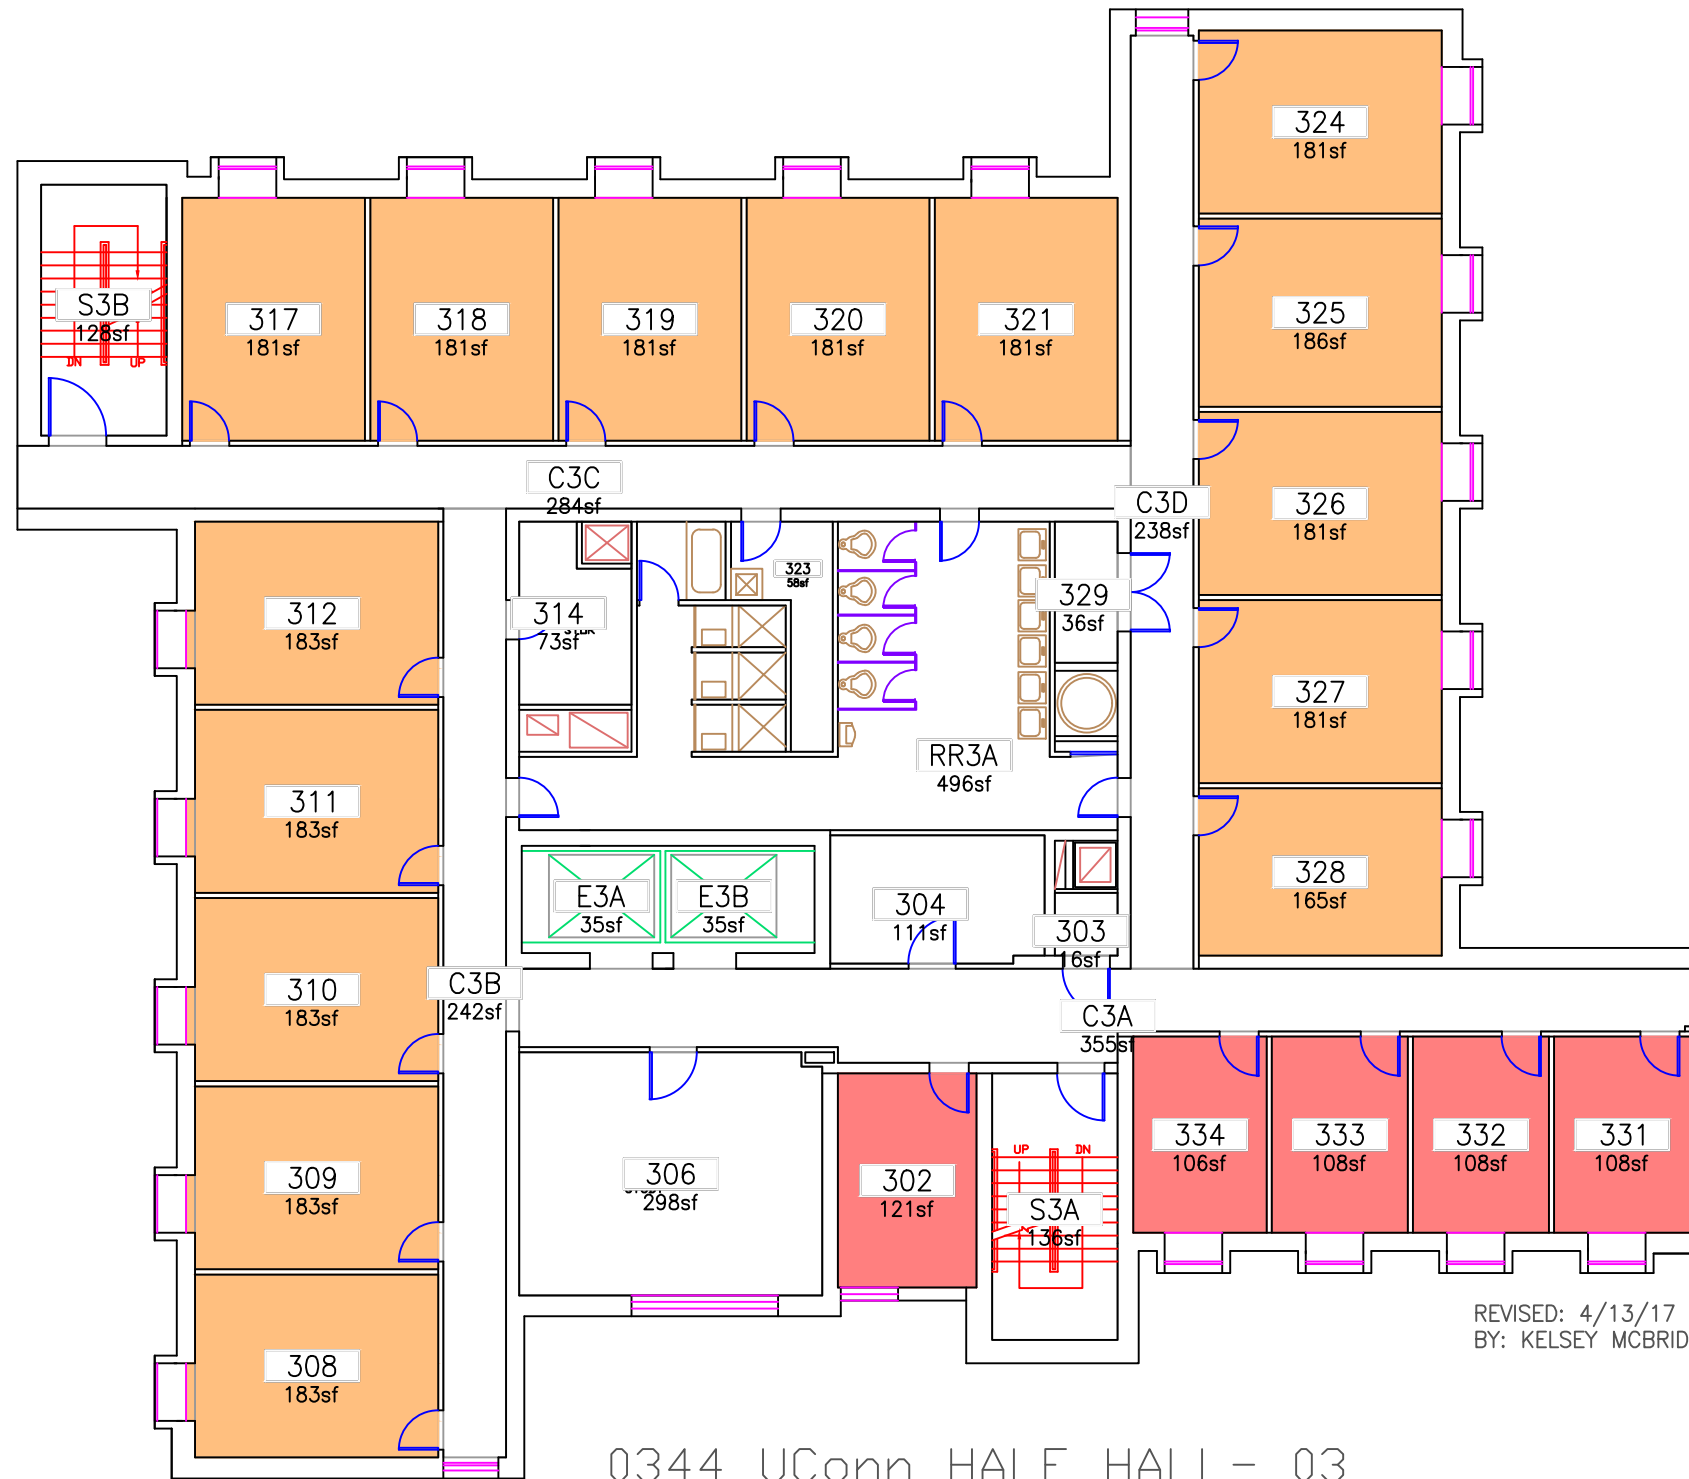 324
181sf
S3B
128sf
DN
UP
317
181sf
318
181sf
319
181sf
320
181sf
321
181sf
325
186sf
C3C
284sf
C3D
238sf
326
181sf
312
183sf
314
73sf
323
58sf
329
36sf
327
181sf
311
183sf
RR3A
496sf
E3A
35sf
E3B
35sf
304
111sf
303
16sf
328
165sf
310
183sf
C3B
242sf
C3A
355sf
309
183sf
306
298sf
302
121sf
UP
DN
S3A
136sf
334
106sf
333
108sf
332
108sf
331
108sf
308
183sf
REVISED: 4/13/17
BY: KELSEY MCBRID
0344 UConn HALE HALL- 03